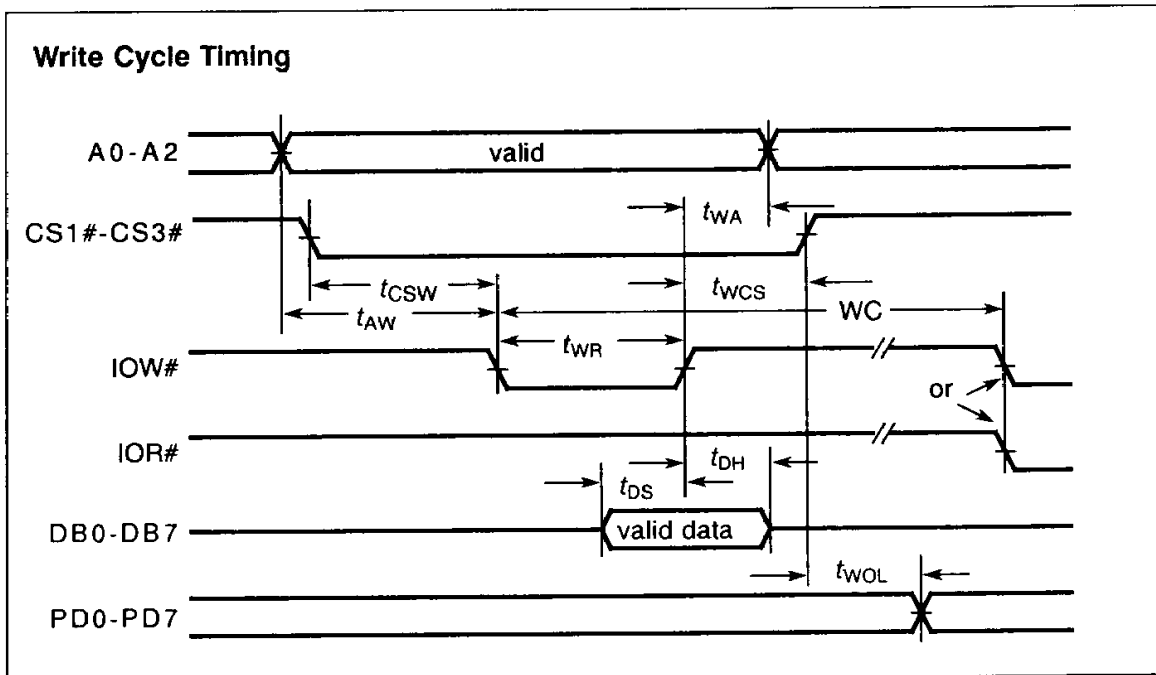 Write Cycle Timing
A0-A2
valid
tWA
CS1#-CS3#
tCSW
tWCS
tAW
WC
tWR
IOW#
or
IOR#
tDH
tDS
DB0-DB7
valid data
tWOL
PD0-PD7